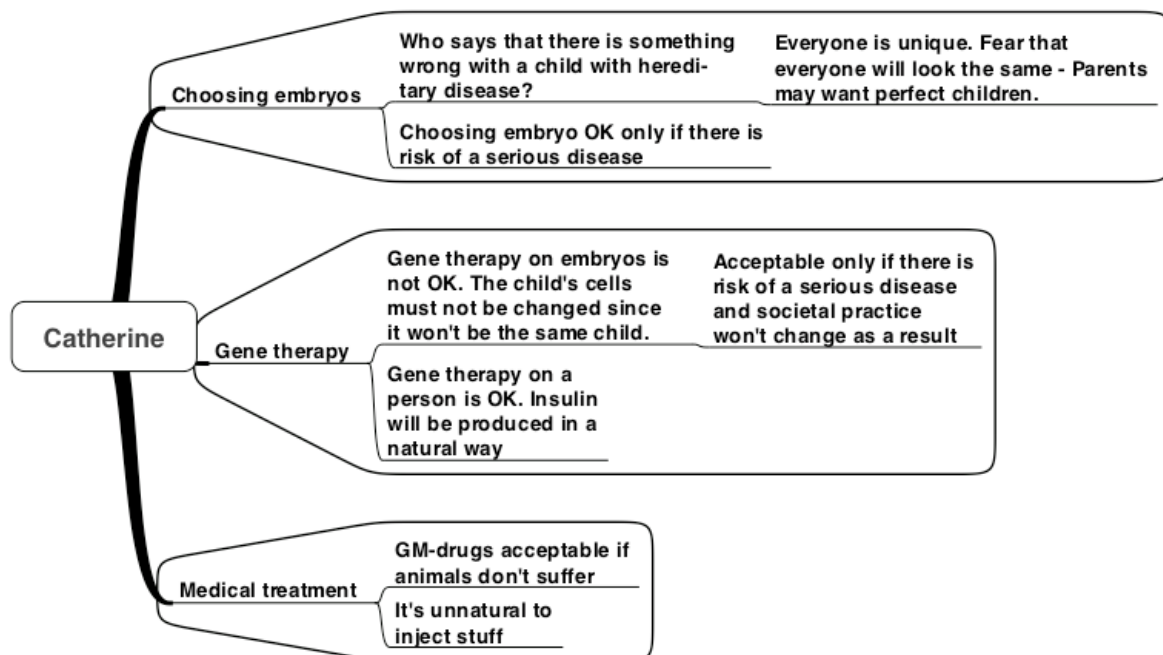 Who says that there is something
wrong with a child with heredi-
tary disease?
Everyone is unique. Fear that
everyone will look the same - Parents
may want perfect children.
Choosing embryos
Choosing embryo OK only if there is
risk of a serious disease
Gene therapy on embryos is
not OK. The child's cells
must not be changed since
it won't be the same child.
Acceptable only if there is
risk of a serious disease
and societal practice
won't change as a result
Catherine
Gene therapy
Gene therapy on a
person is OK. Insulin
will be produced in a
natural way
GM-drugs acceptable if
animals don't suffer
Medical treatment
It's unnatural to
inject stuff